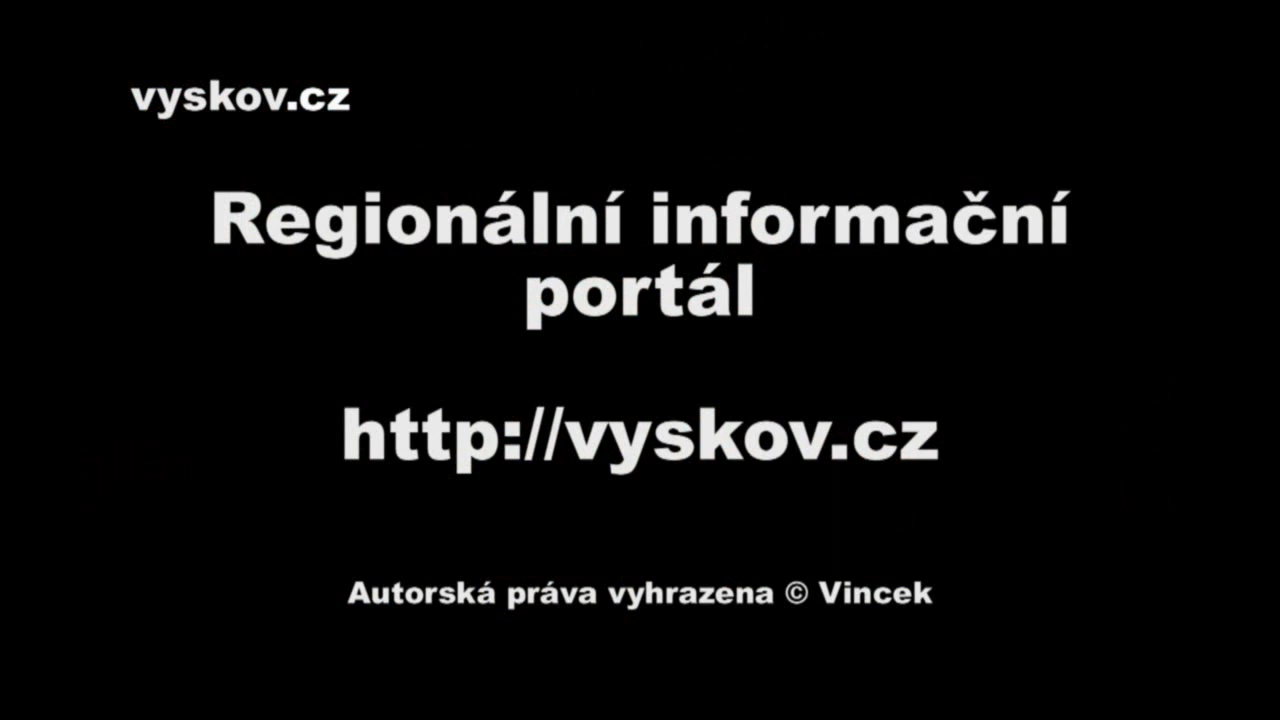 vyskov.cz
Regionální informační
portál
http://vyskov.cz
Autorská práva vyhrazena © Vincek